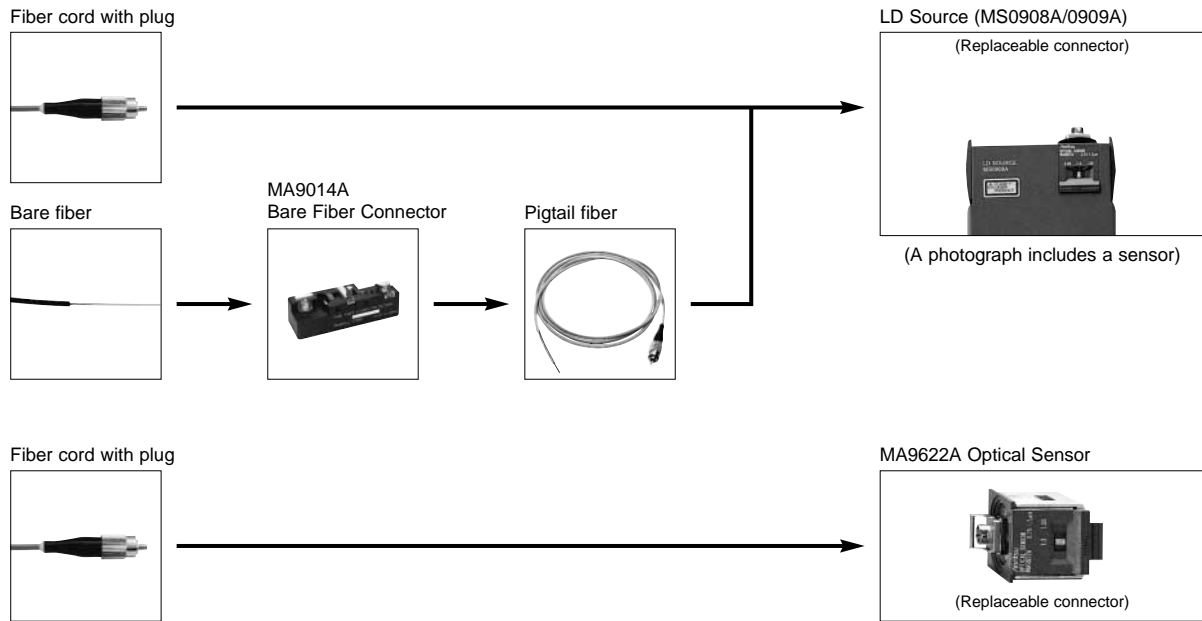 Fiber cord with plug
LD Source (MS0908A/0909A)
(Replaceable connector)
LD SOURCE
MS0908A
(A photograph includes a sensor)
Bare fiber
MA9014A
Bare Fiber Connector
Pigtail fiber
Fiber cord with plug
MA9622A Optical Sensor
(Replaceable connector)